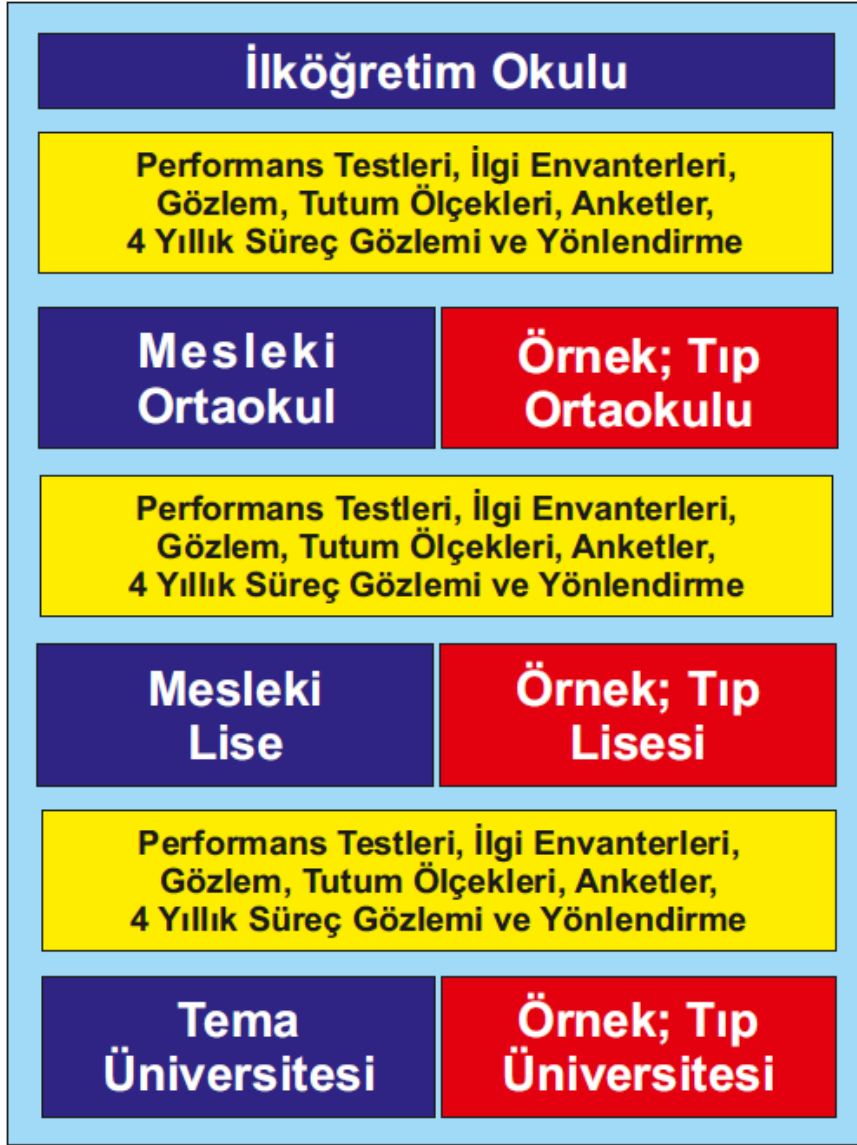 İlköğretim Okulu
Performans Testleri, İlgi Envanterleri,
Gözlem, Tutum Ölçekleri, Anketler,
4 Yıllık Süreç Gözlemi ve Yönlendirme
Mesleki
Ortaokul
Örnek; Tıp
Ortaokulu
Performans Testleri, İlgi Envanterleri,
Gözlem, Tutum Ölçekleri, Anketler,
4 Yıllık Süreç Gözlemi ve Yönlendirme
Mesleki
Lise
Örnek; Tıp
Lisesi
Performans Testleri, İlgi Envanterleri,
Gözlem, Tutum Ölçekleri, Anketler,
4 Yıllık Süreç Gözlemi ve Yönlendirme
Tema
Üniversitesi
Örnek; Tıp
Üniversitesi